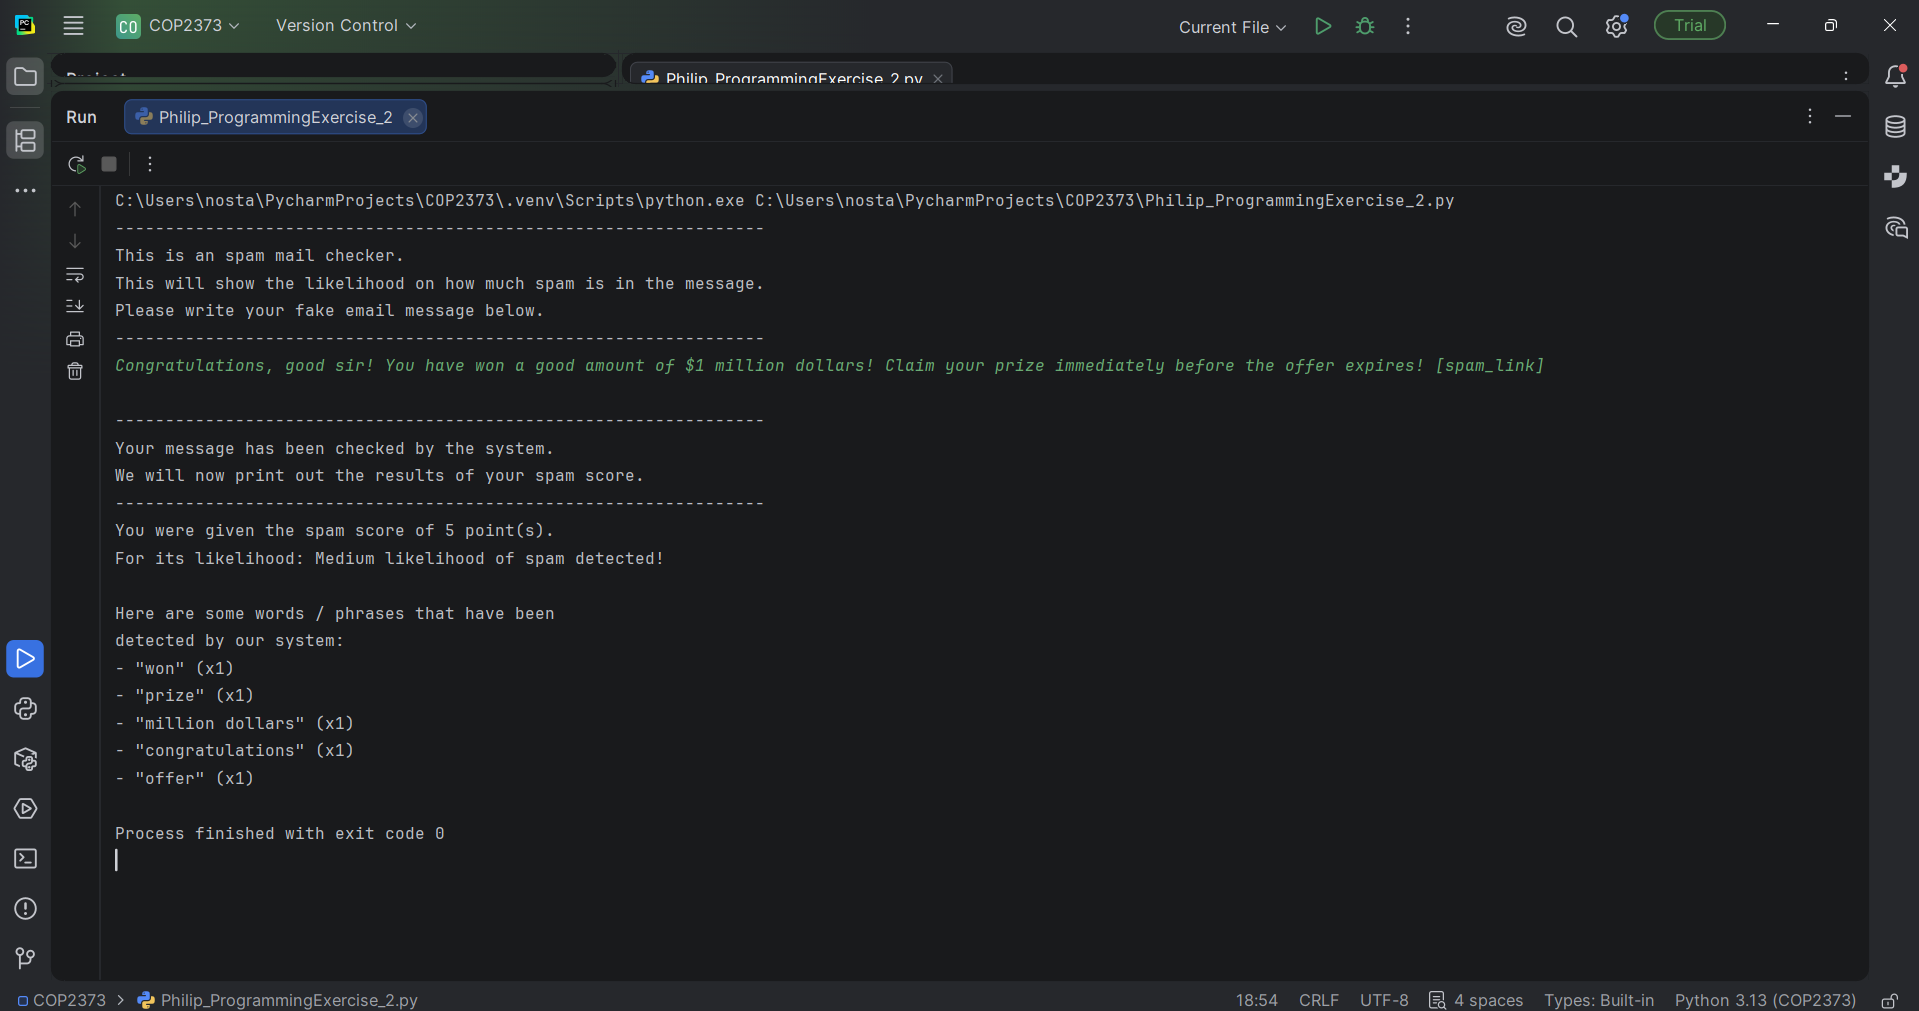 CO COP2373 Version Control Current File Trial
Project Philip_ProgrammingExercise_2.py
Run Philip_ProgrammingExercise_2
C:\Users\nosta\PycharmProjects\COP2373\.venv\Scripts\python.exe C:\Users\nosta\PycharmProjects\COP2373\Philip_ProgrammingExercise_2.py
-----------------------------------------------------------------
This is an spam mail checker.
This will show the likelihood on how much spam is in the message.
Please write your fake email message below.
-----------------------------------------------------------------
Congratulations, good sir! You have won a good amount of $1 million dollars! Claim your prize immediately before the offer expires! [spam_link]
-----------------------------------------------------------------
Your message has been checked by the system.
We will now print out the results of your spam score.
-----------------------------------------------------------------
You were given the spam score of 5 point(s).
For its likelihood: Medium likelihood of spam detected!
Here are some words / phrases that have been
detected by our system:
- "won" (x1)
- "prize" (x1)
- "million dollars" (x1)
- "congratulations" (x1)
- "offer" (x1)
Process finished with exit code 0
COP2373 > Philip_ProgrammingExercise_2.py 18:54 CRLF UTF-8 4 spaces Types: Built-in Python 3.13 (COP2373)